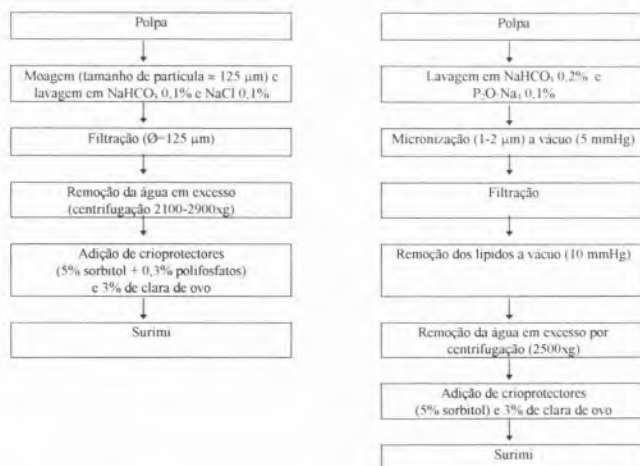 Polpa
Moagem (tamanho de partícula ≈ 125 µm) e
lavagem em NaHCO₃ 0,1% e NaCl 0,1%
Filtração (Ø=125 µm)
Remoção da água em excesso
(centrifugação 2100-2900xg)
Adição de crioprotectores
(5% sorbitol + 0,3% polifosfatos)
e 3% de clara de ovo
Surimi
Polpa
Lavagem em NaHCO₃ 0,2% e
0,1%
Micronização (1-2 µm) a vácuo (5 mmHg)
Filtração
Remoção dos lípidos a vácuo (10 mmHg)
Remoção da água em excesso por
centrifugação (2500xg)
Adição de crioprotectores
(5% sorbitol) e 3% de clara de ovo
Surimi